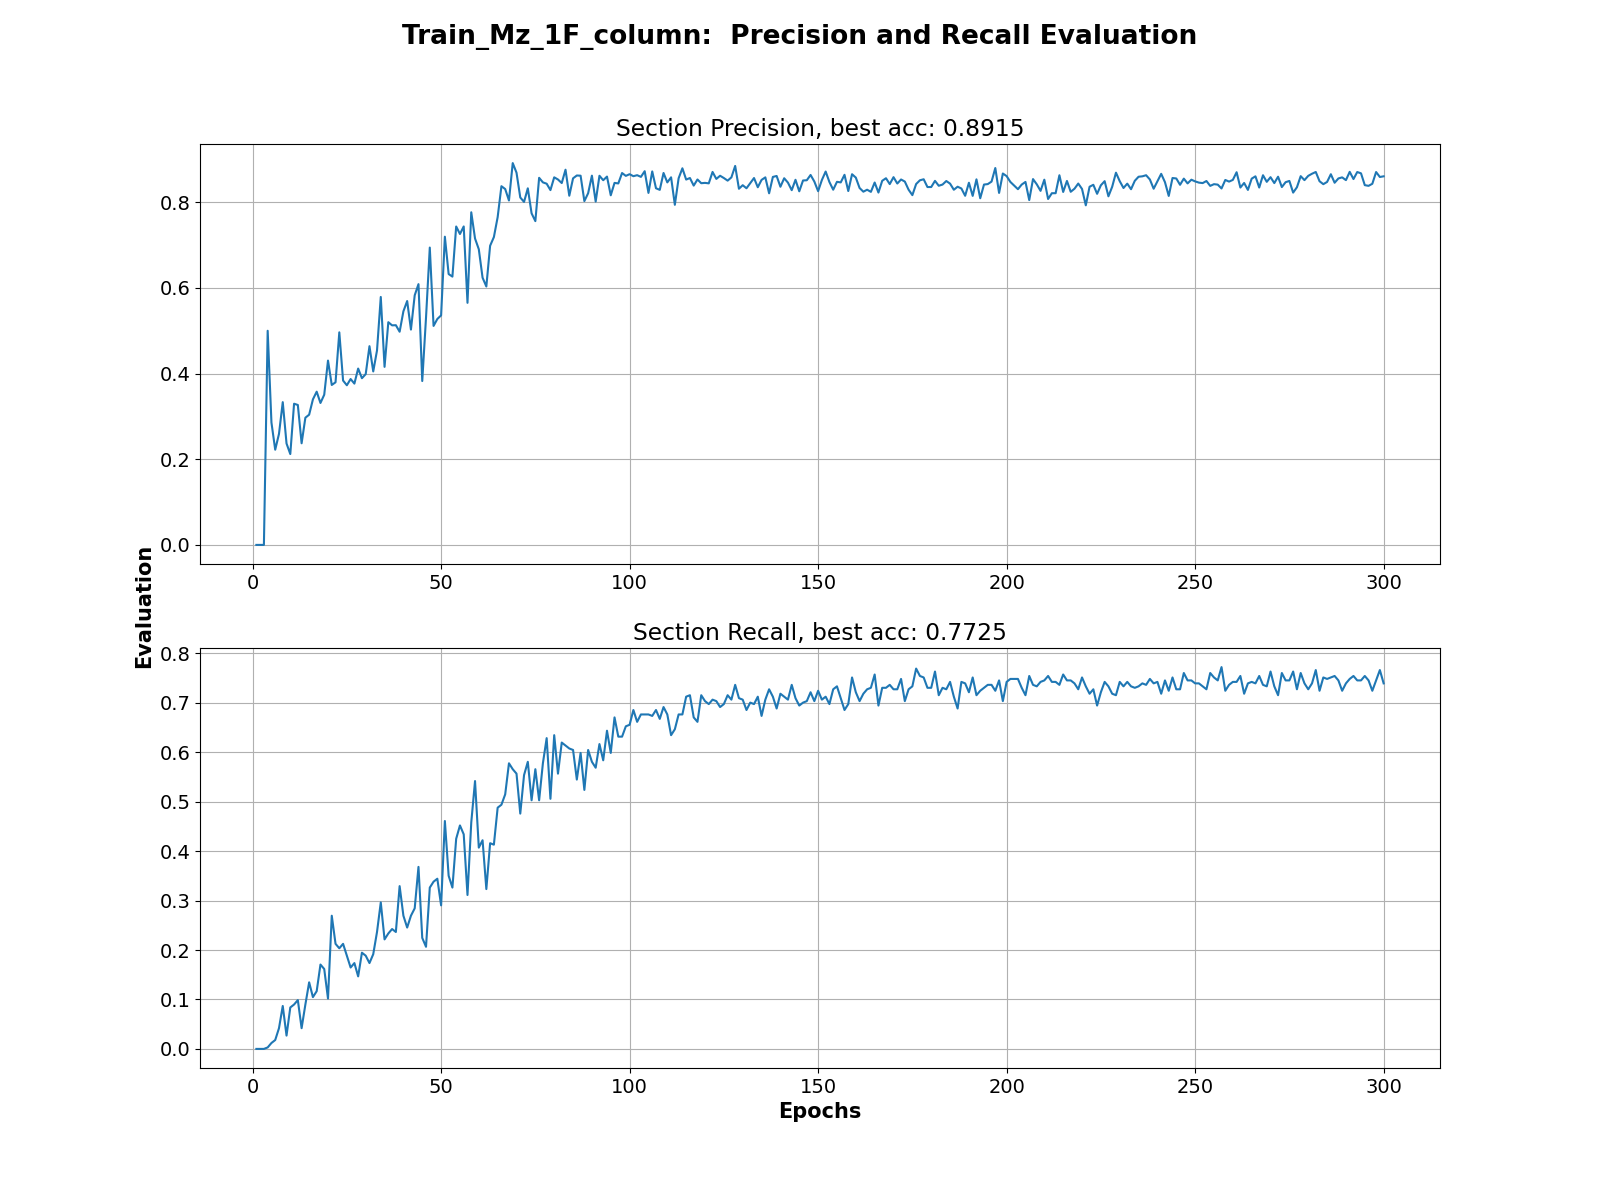 Train_Mz_1F_column:  Precision and Recall Evaluation
Section Precision, best acc: 0.8915
0.8
0.6
0.4
0.2
0.0
0 50 100 150 200 250 300
Evaluation
Section Recall, best acc: 0.7725
0.8
0.7
0.6
0.5
0.4
0.3
0.2
0.1
0.0
0 50 100 150 200 250 300
Epochs